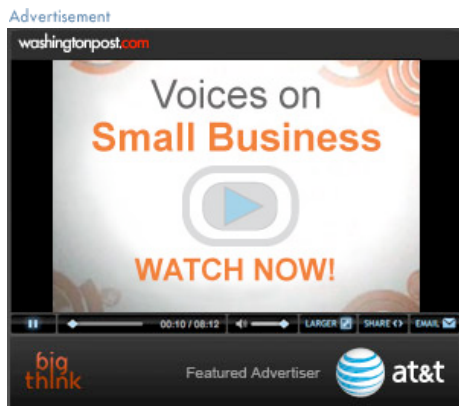 Advertisement
washingtonpost.com
Voices on
Small Business
WATCH NOW!
00:10 / 08:12 LARGER SHARE EMAIL
big
think
Featured Advertiser at&t